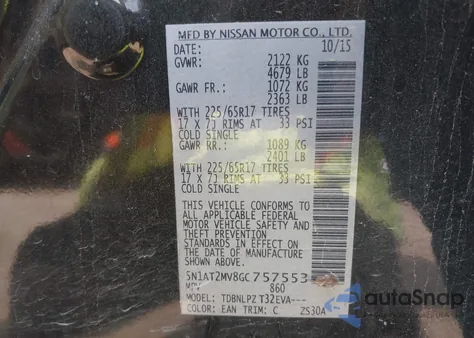 MFD BY NISSAN MOTOR CO., LTD.
DATE: 10/15
GVWR: 2122 KG
4679 LB
GAWR FR.: 1072 KG
2363 LB
WITH 225/65R17 TIRES
17 X 7J RIMS AT 33 PSI
COLD SINGLE
GAWR RR.: 1089 KG
2401 LB
WITH 225/65R17 TIRES
17 X 7J RIMS AT 33 PSI
COLD SINGLE
THIS VEHICLE CONFORMS TO
ALL APPLICABLE FEDERAL
MOTOR VEHICLE SAFETY AND
THEFT PREVENTION
STANDARDS IN EFFECT ON
THE DATE OF MANUFACTURE
SHOWN ABOVE.
5N1AT2MV8GC757553
MPV 860
MODEL: TDBNLPZ T32EVA---
COLOR: EAN TRIM: C ZS30A
autoSnap